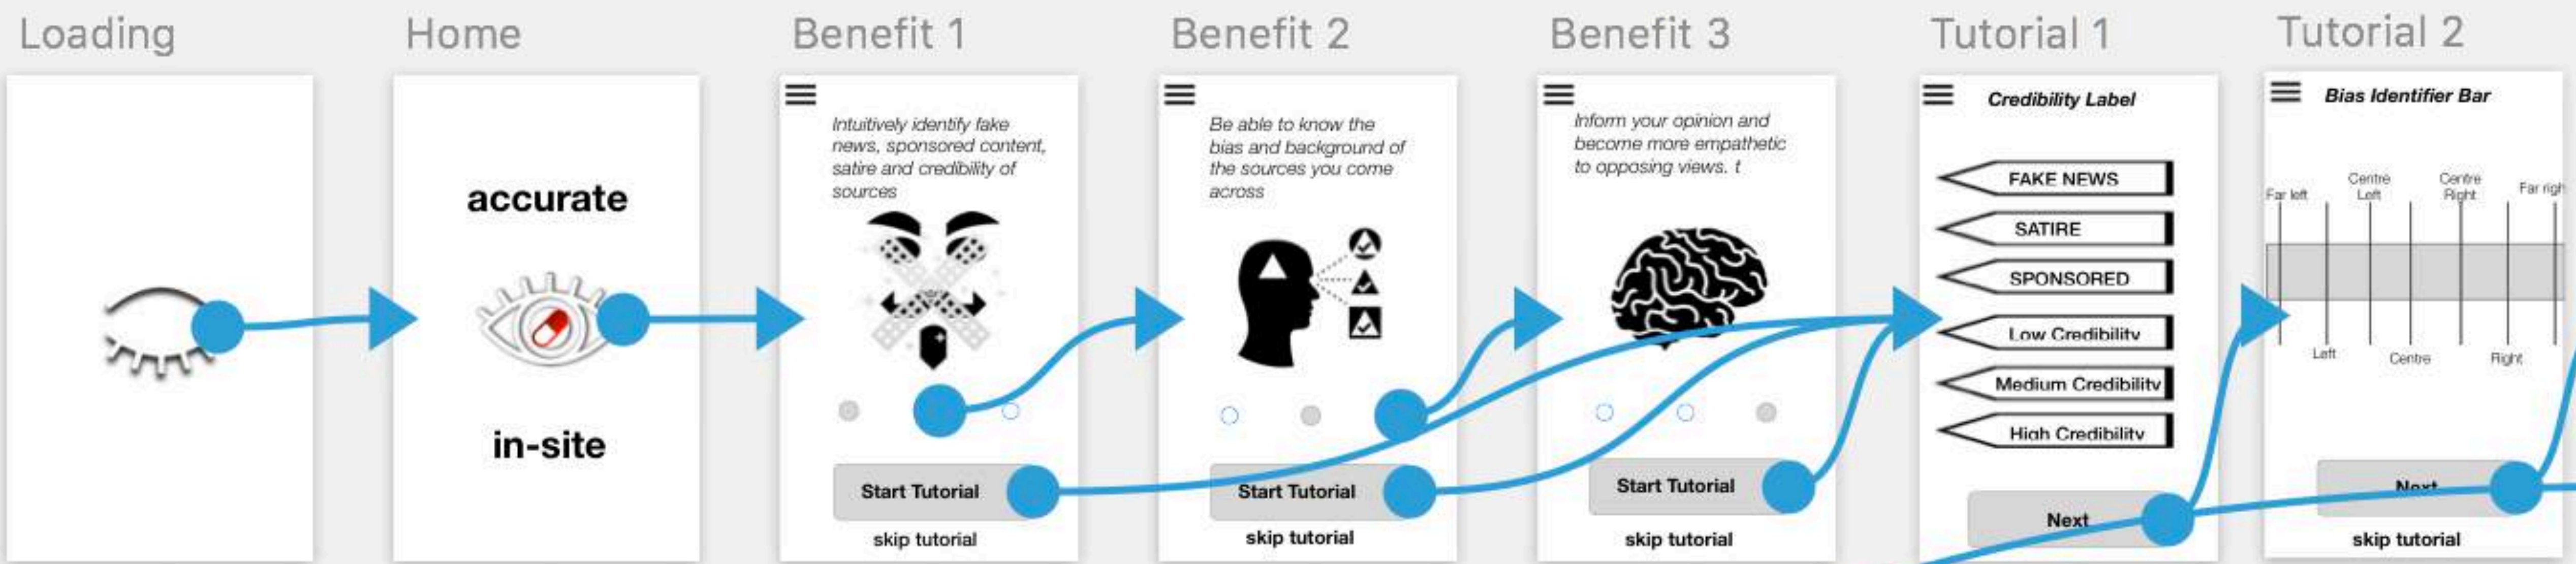 Loading
Home
Benefit 1
Benefit 2
Benefit 3
Tutorial 1
Tutorial 2
accurate
in-site
Intuitively identify fake
news, sponsored content,
satire and credibility of
sources
Start Tutorial
skip tutorial
Be able to know the
bias and background of
the sources you come
across
Start Tutorial
skip tutorial
Inform your opinion and
become more empathetic
to opposing views. t
Start Tutorial
skip tutorial
Credibility Label
FAKE NEWS
SATIRE
SPONSORED
Low Credibility
Medium Credibility
High Credibility
Next
Bias Identifier Bar
Far left
Centre
Left
Centre
Right
Far righ
Left
Centre
Right
Next
skip tutorial